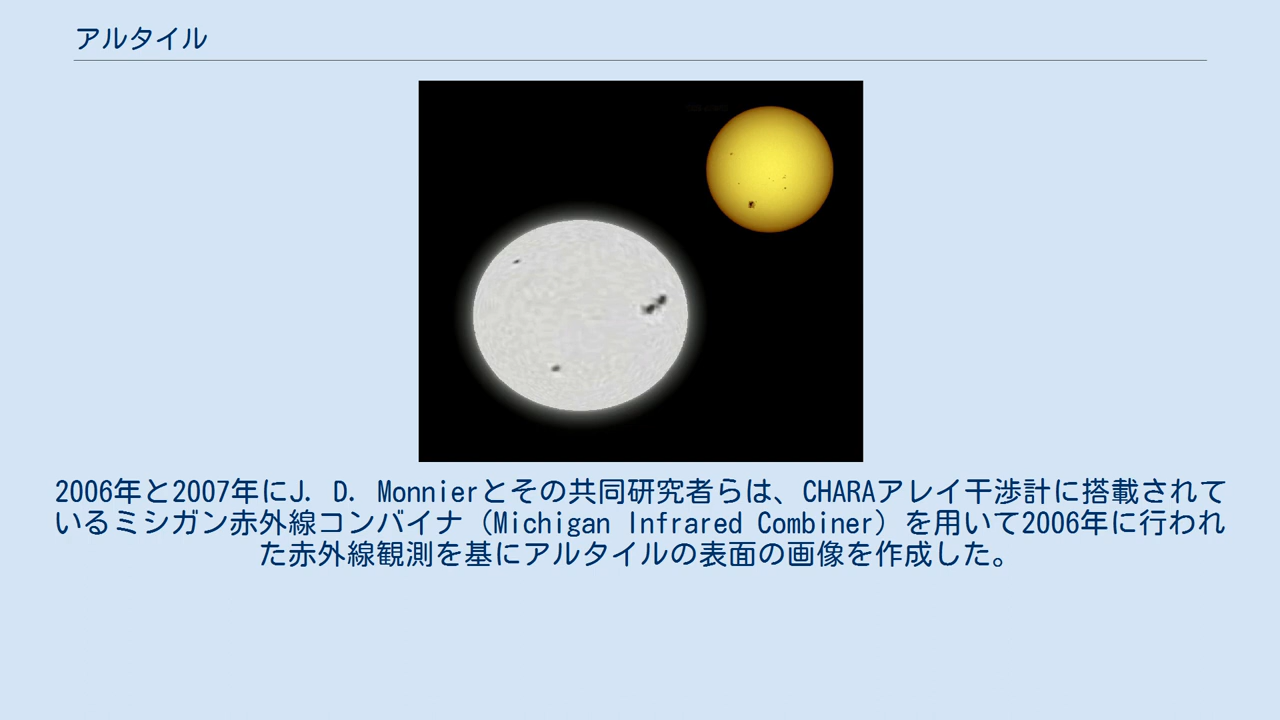 アルタイル
2006年と2007年にJ. D. Monnierとその共同研究者らは、CHARAアレイ干渉計に搭載されて
いるミシガン赤外線コンバイナ（Michigan Infrared Combiner）を用いて2006年に行われ
た赤外線観測を基にアルタイルの表面の画像を作成した。